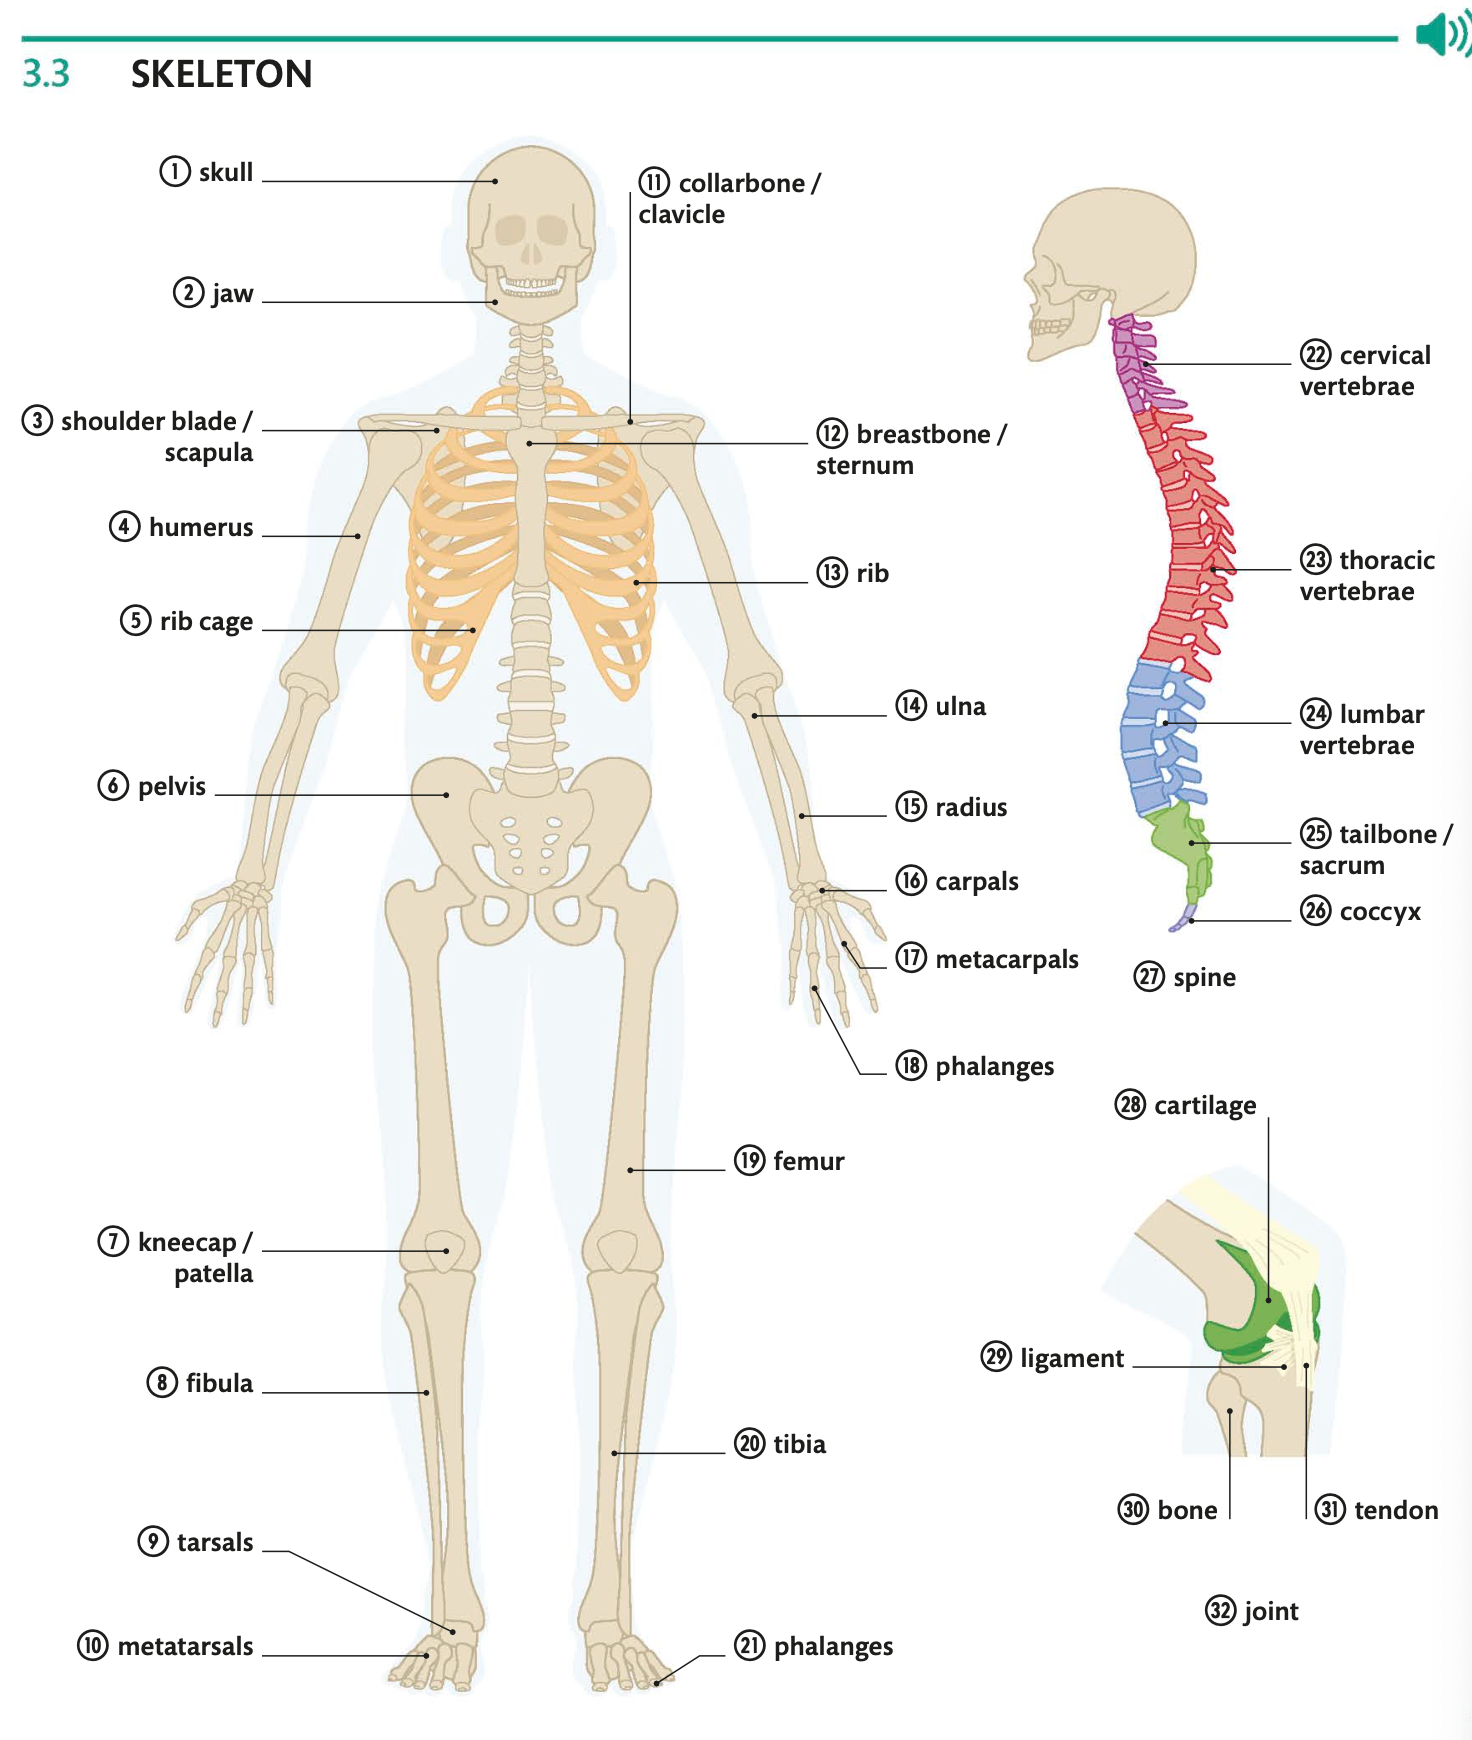 3.3 SKELETON
1 skull
2 jaw
3 shoulder blade /
scapula
4 humerus
5 rib cage
6 pelvis
7 kneecap /
patella
8 fibula
9 tarsals
10 metatarsals
11 collarbone /
clavicle
12 breastbone /
sternum
13 rib
14 ulna
15 radius
16 carpals
17 metacarpals
18 phalanges
19 femur
20 tibia
21 phalanges
22 cervical
vertebrae
23 thoracic
vertebrae
24 lumbar
vertebrae
25 tailbone /
sacrum
26 coccyx
27 spine
28 cartilage
29 ligament
30 bone
31 tendon
32 joint